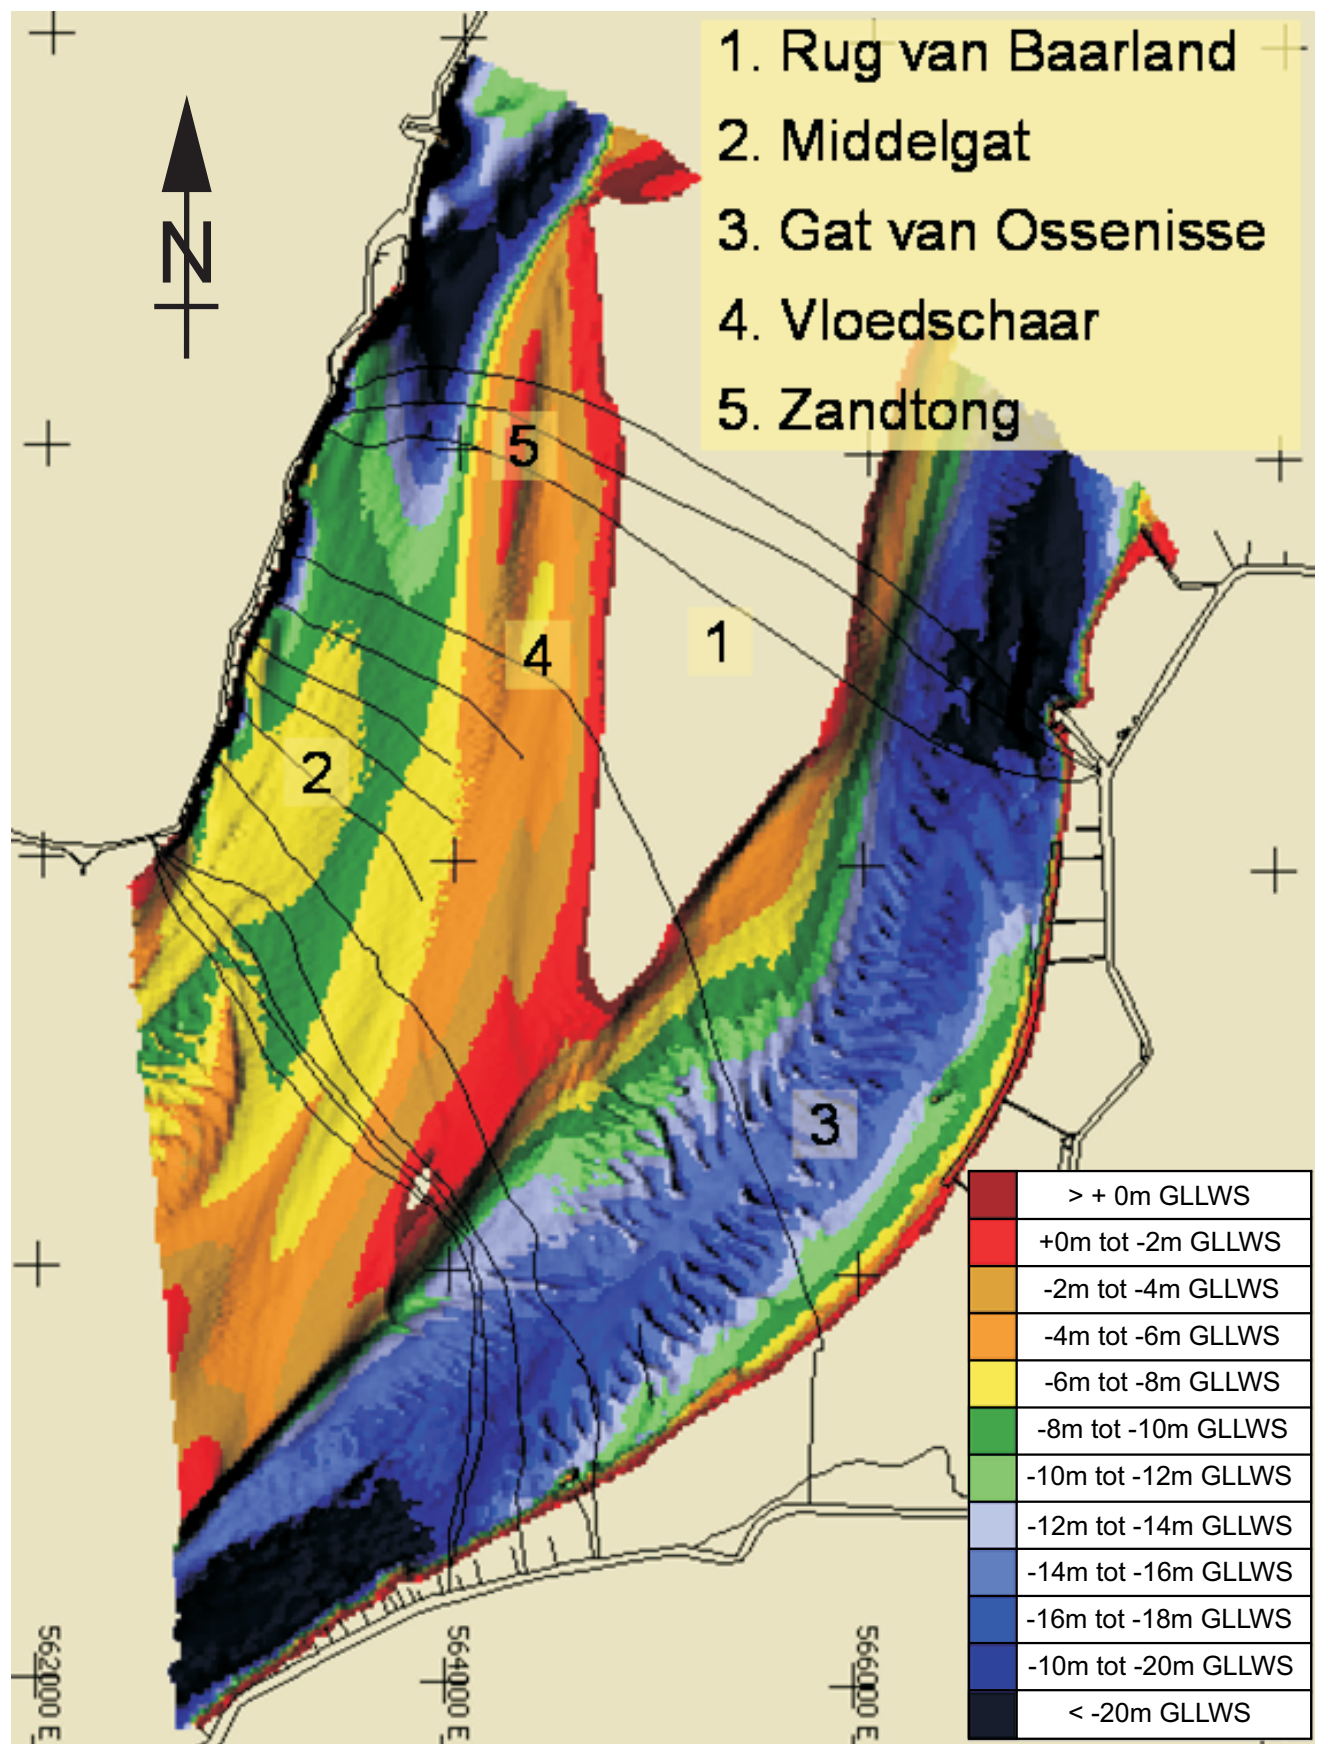 1. Rug van Baarland
2. Middelgat
3. Gat van Ossenisse
4. Vloedschaar
5. Zandtong
N
5
4
1
2
3
> + 0m GLLWS
+0m tot -2m GLLWS
-2m tot -4m GLLWS
-4m tot -6m GLLWS
-6m tot -8m GLLWS
-8m tot -10m GLLWS
-10m tot -12m GLLWS
-12m tot -14m GLLWS
-14m tot -16m GLLWS
-16m tot -18m GLLWS
-10m tot -20m GLLWS
< -20m GLLWS
562000 E
564000 E
566000 E